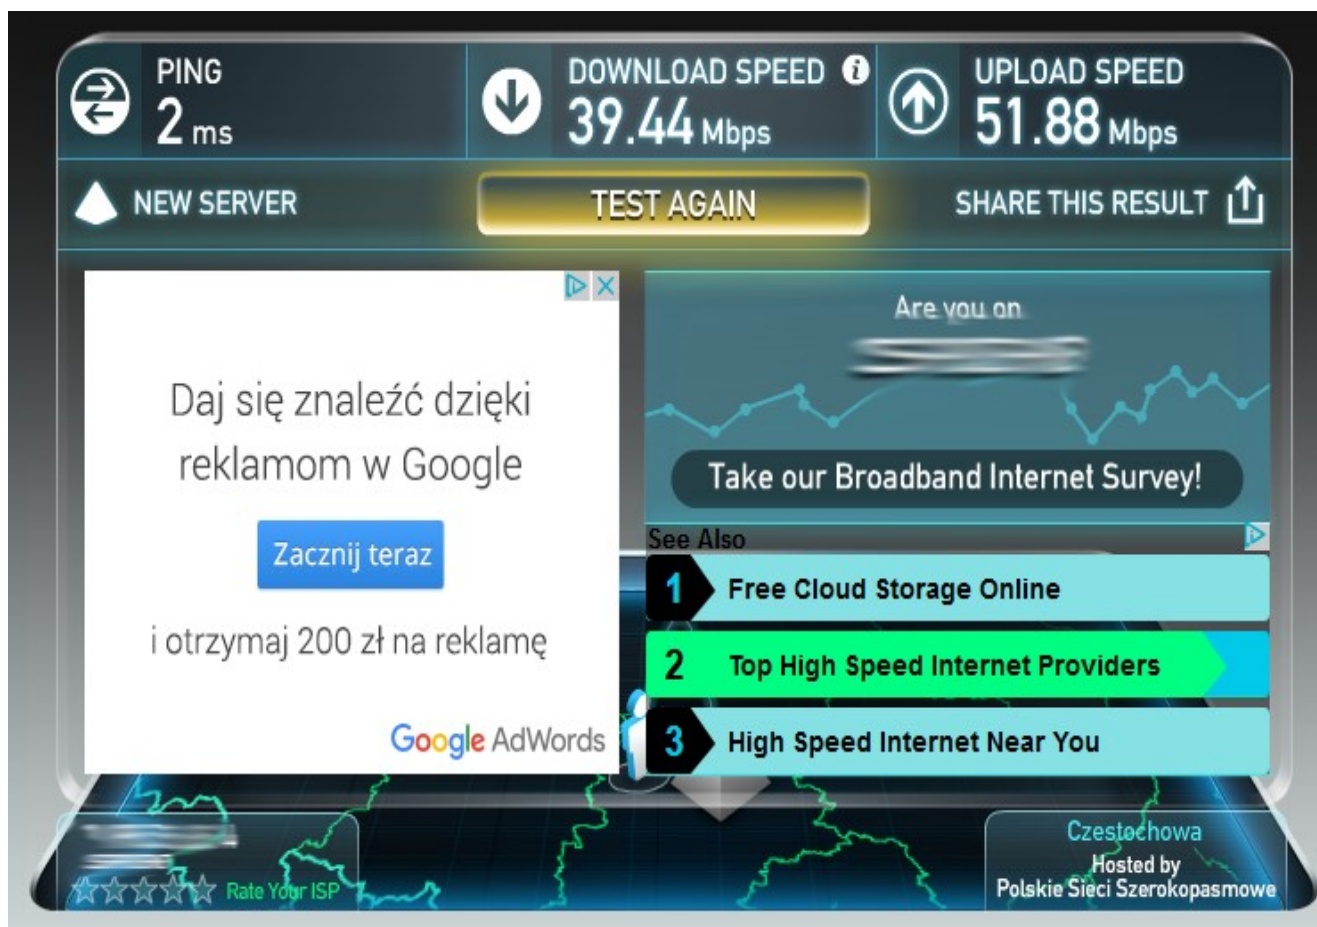 PING
2 ms
DOWNLOAD SPEED
39.44 Mbps
UPLOAD SPEED
51.88 Mbps
NEW SERVER
TEST AGAIN
SHARE THIS RESULT
Daj się znaleźć dzięki
reklamom w Google
Zacznij teraz
i otrzymaj 200 zł na reklamę
Google AdWords
Are you on
Take our Broadband Internet Survey!
See Also
1 Free Cloud Storage Online
2 Top High Speed Internet Providers
3 High Speed Internet Near You
Rate Your ISP
Czestochowa
Hosted by
Polskie Sieci Szerokopasmowe